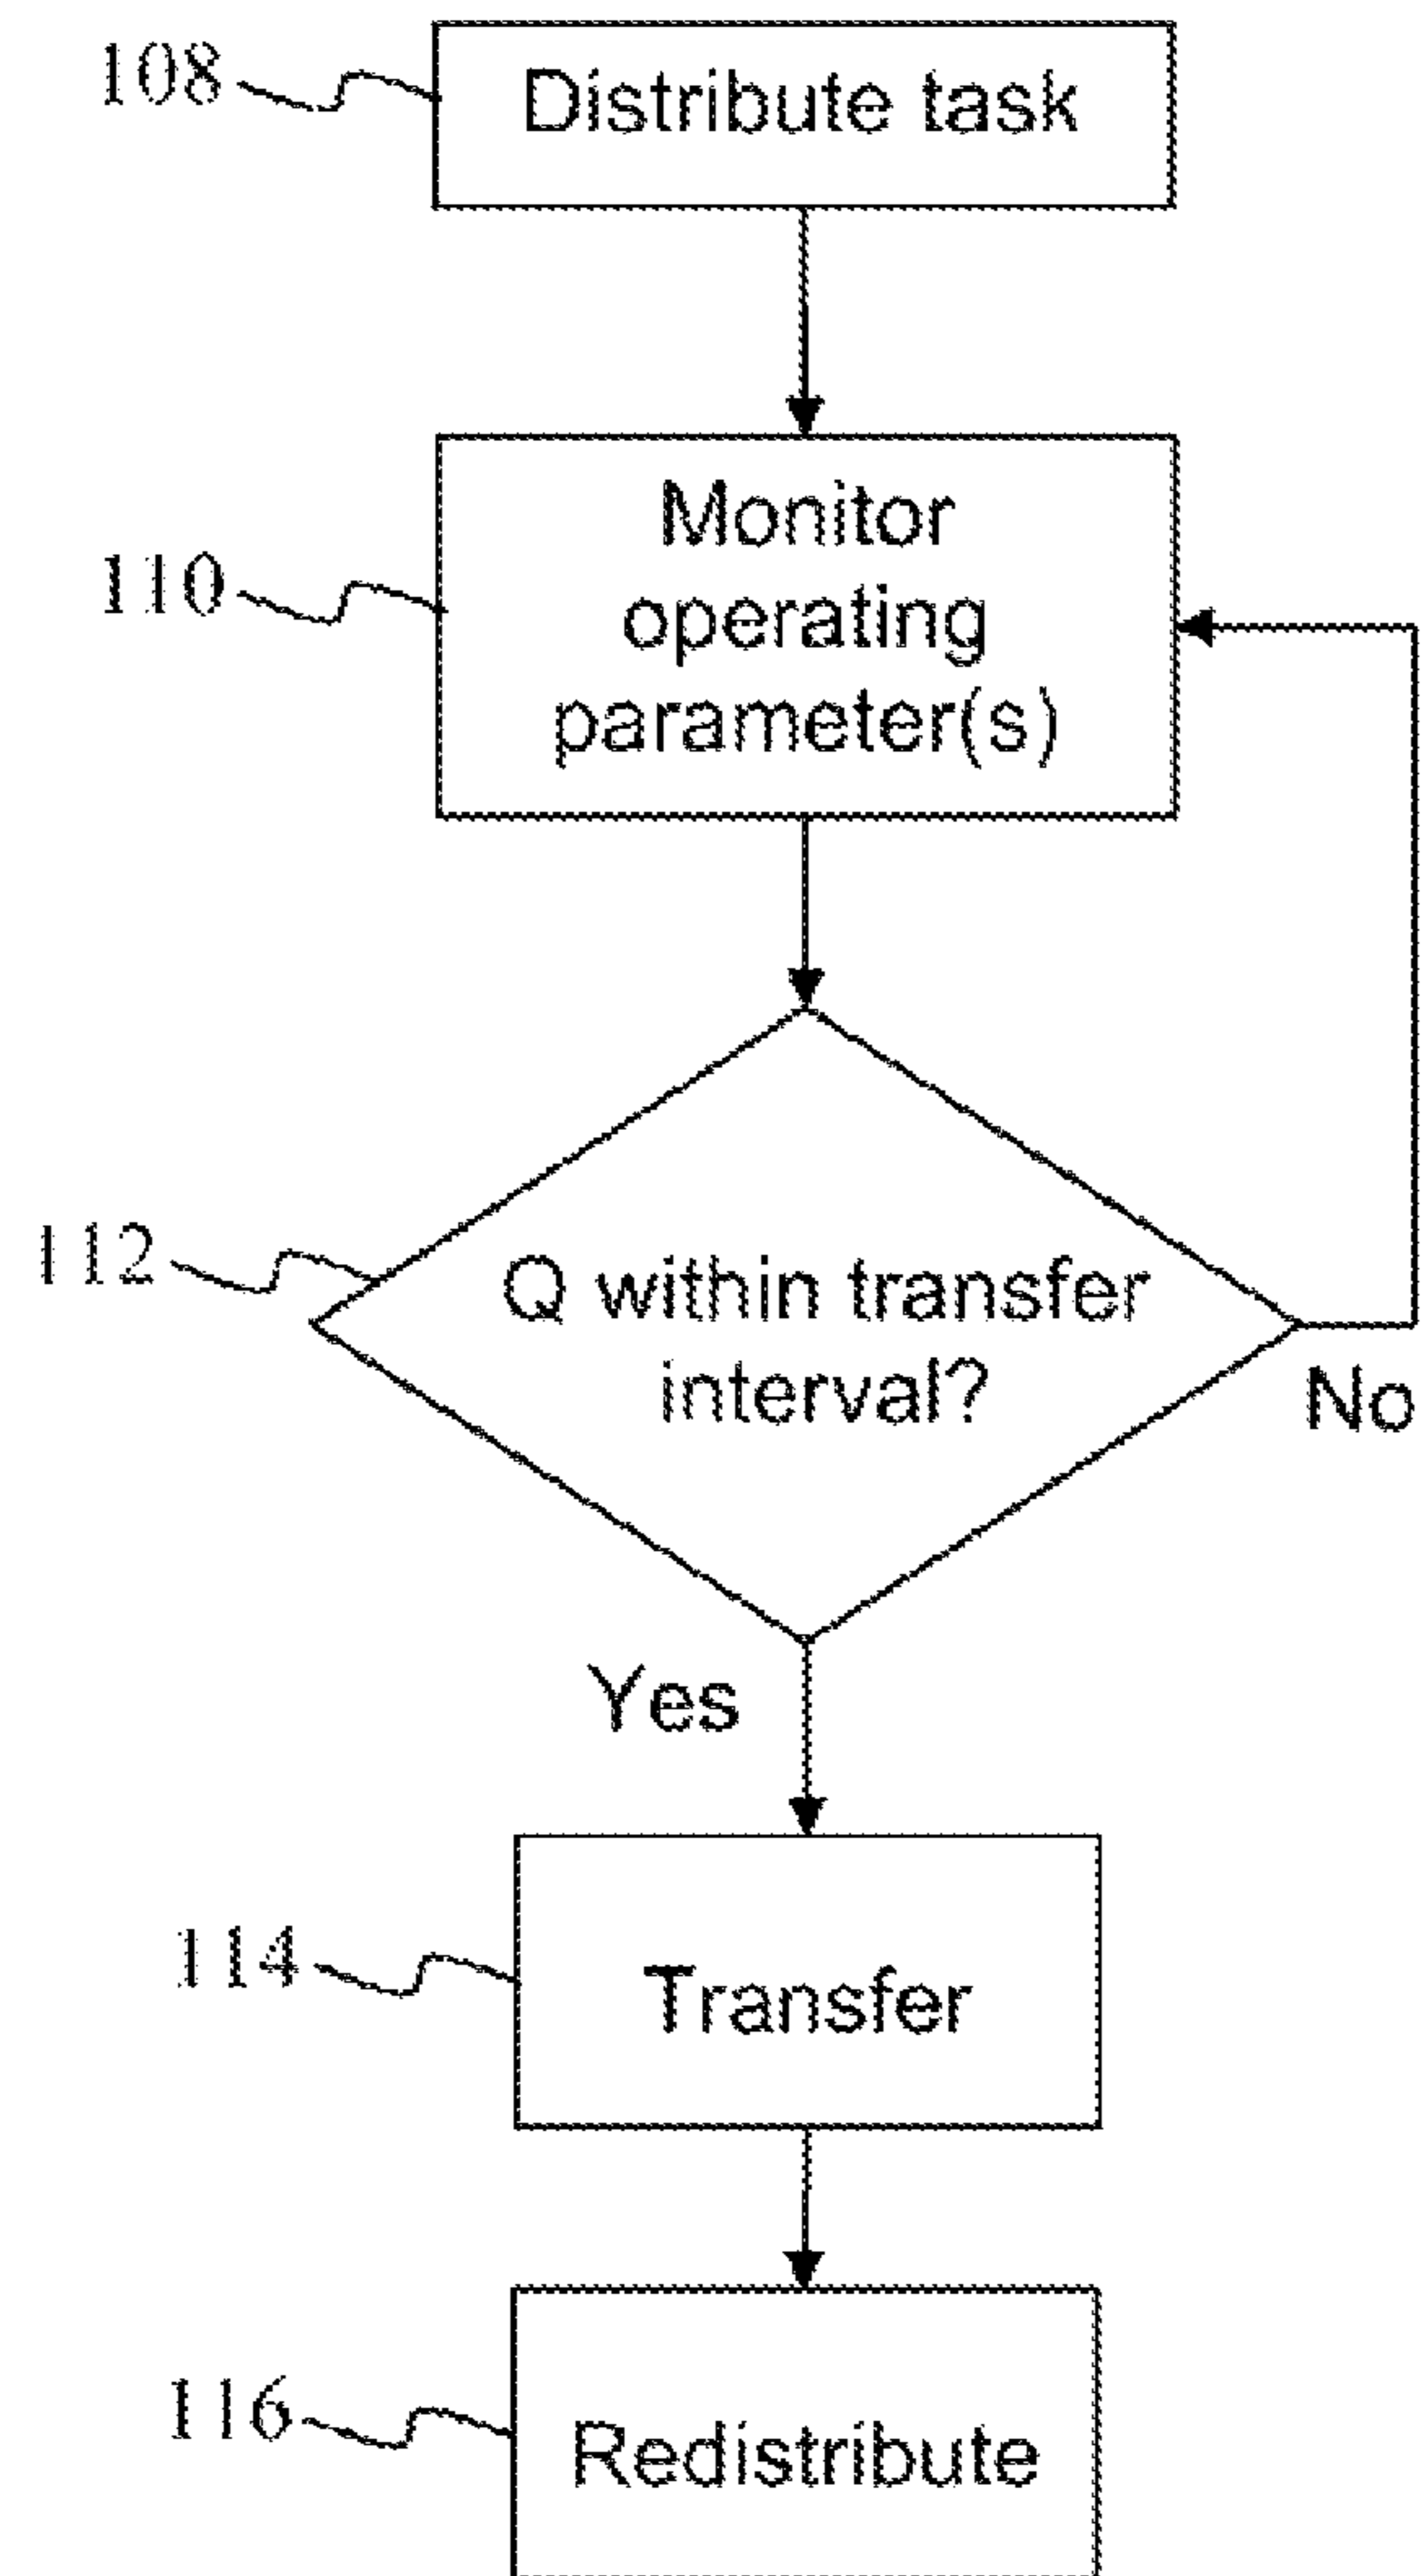 108
Distribute task
110
Monitor
operating
parameter(s)
112
Q within transfer
interval?
No
Yes
114
Transfer
116
Redistribute